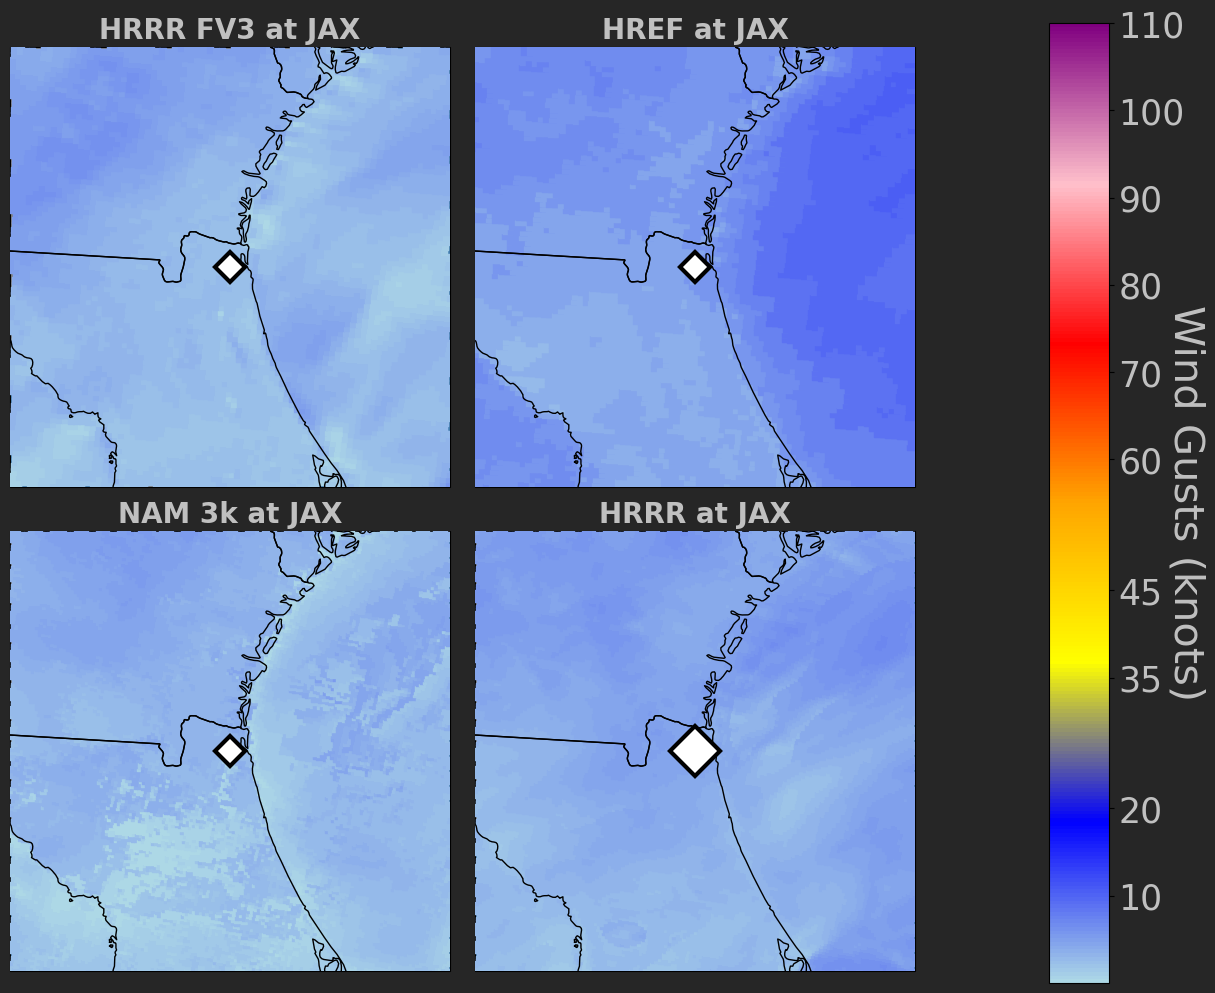 HRRR FV3 at JAX
HREF at JAX
NAM 3k at JAX
HRRR at JAX
110
100
90
80
70
60
45
35
20
10
Wind Gusts (knots)